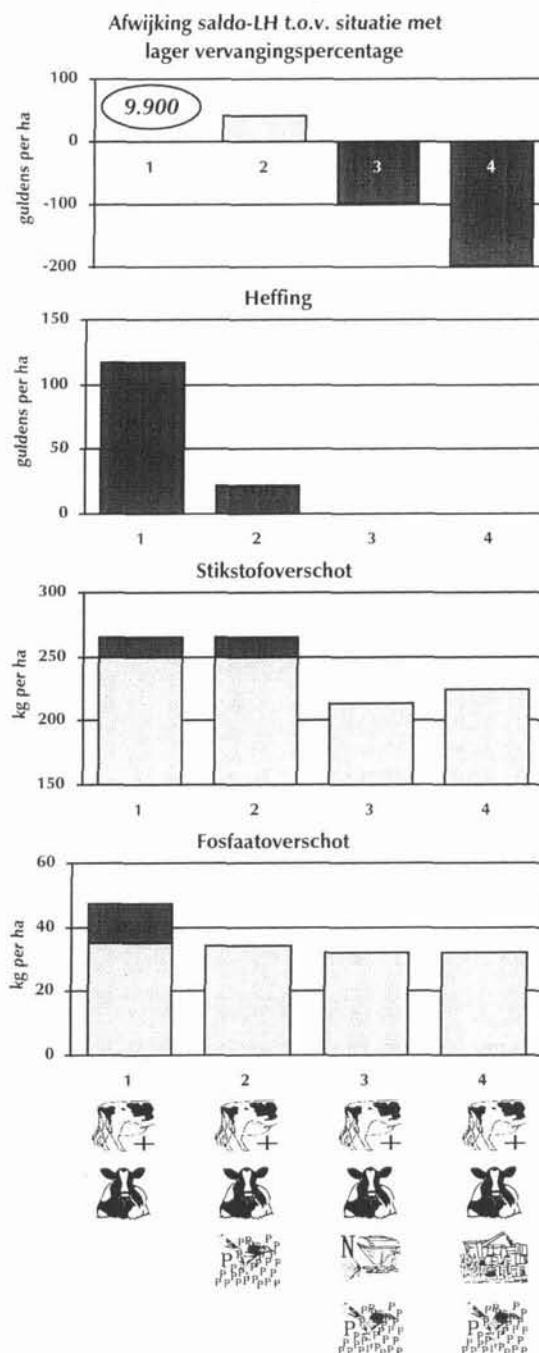 Afwijking saldo-LH t.o.v. situatie met
lager vervangingspercentage
guldens per ha
100
0
-100
-200
9.900
1 2 3 4
Heffing
guldens per ha
150
100
50
0
1 2 3 4
Stikstofoverschot
kg per ha
300
250
200
150
1 2 3 4
Fosfaatoverschot
kg per ha
60
40
20
0
1 2 3 4
+ + + +
P N
P P